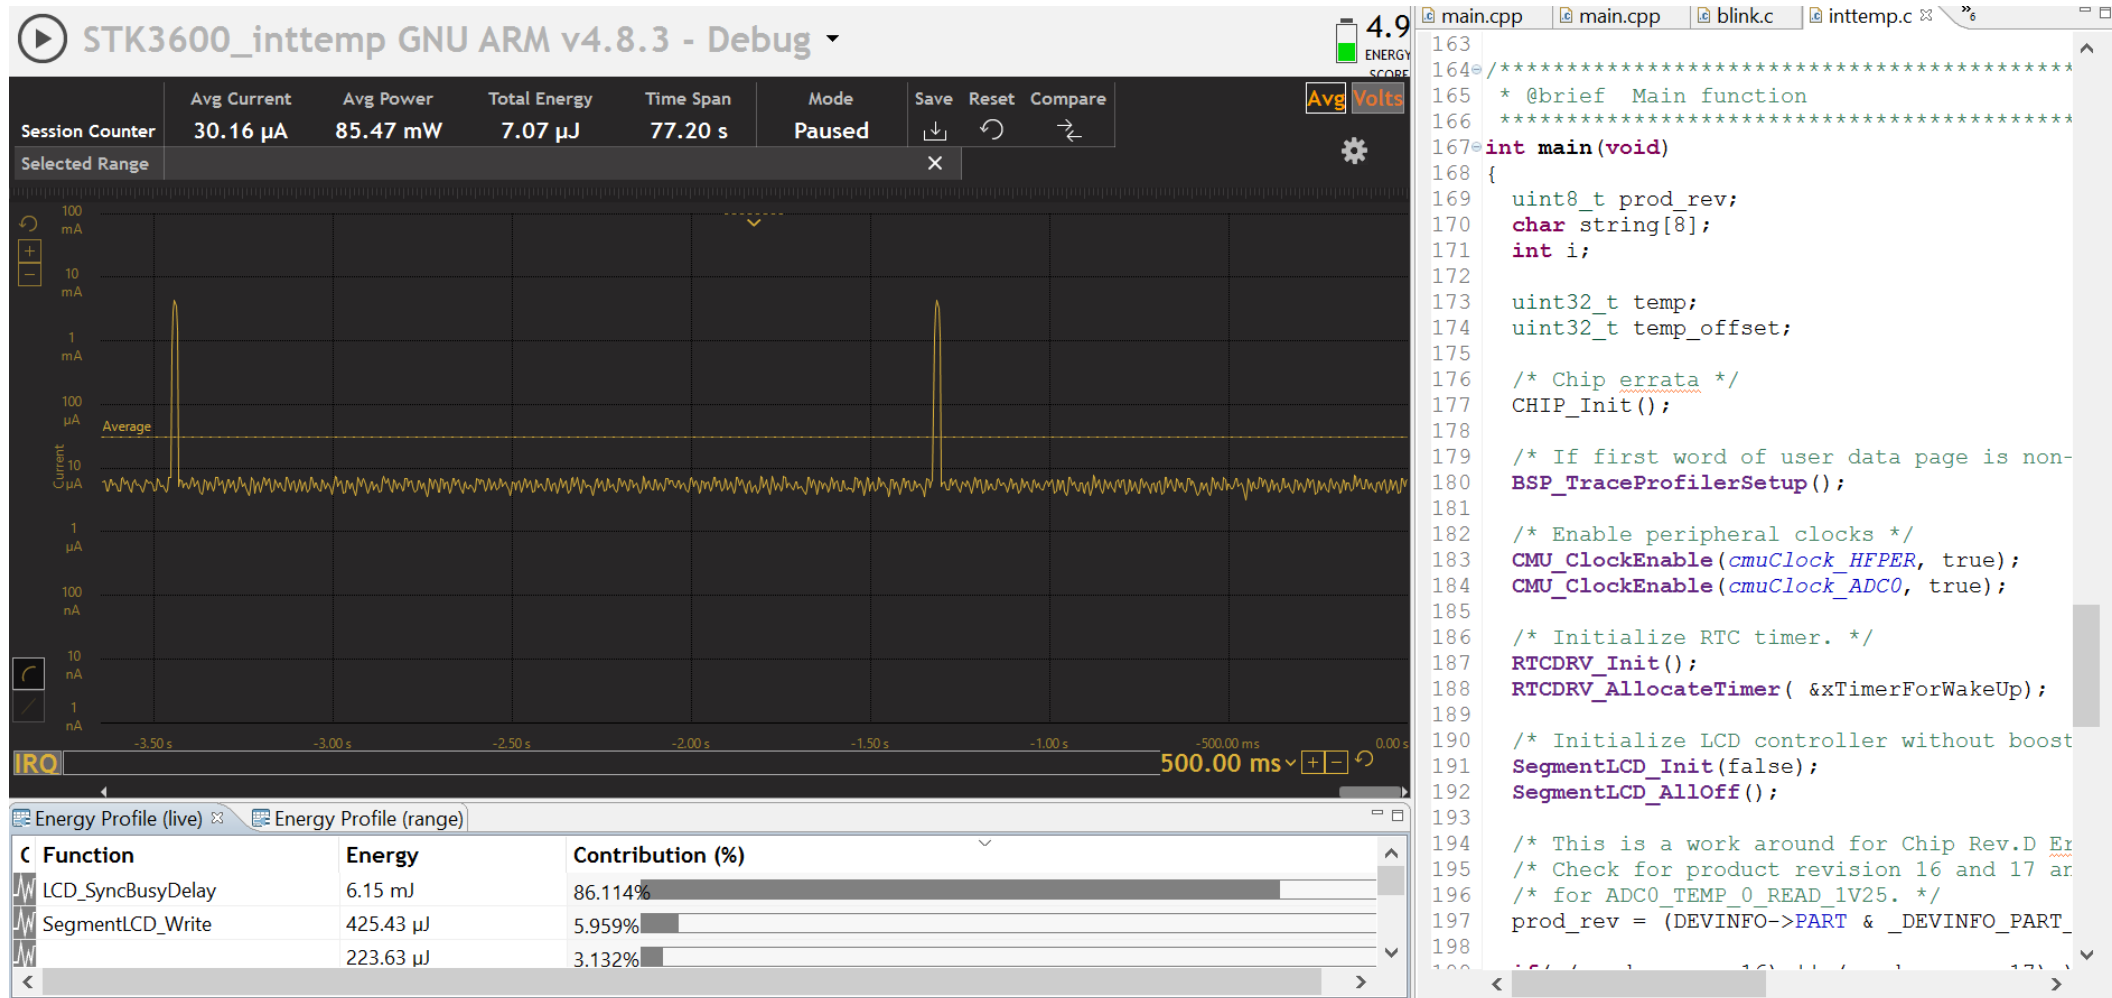 STK3600_inttemp GNU ARM v4.8.3 - Debug
4.9
ENERGY
SCORE
Avg Current Avg Power Total Energy Time Span Mode Save Reset Compare Avg Volts
Session Counter 30.16 µA 85.47 mW 7.07 µJ 77.20 s Paused
Selected Range
100
mA
10
mA
1
mA
100
µA
Average
10
µA
Current
1
µA
100
nA
10
nA
1
nA
-3.50 s -3.00 s -2.50 s -2.00 s -1.50 s -1.00 s -500.00 ms 0.00 s
IRQ 500.00 ms
Energy Profile (live) Energy Profile (range)
Function Energy Contribution (%)
LCD_SyncBusyDelay 6.15 mJ 86.114%
SegmentLCD_Write 425.43 µJ 5.959%
223.63 µJ 3.132%
main.cpp main.cpp blink.c inttemp.c »6
163
164 /*******************************************
165 * @brief Main function
166 *******************************************
167 int main(void)
168 {
169 uint8_t prod_rev;
170 char string[8];
171 int i;
172
173 uint32_t temp;
174 uint32_t temp_offset;
175
176 /* Chip errata */
177 CHIP_Init();
178
179 /* If first word of user data page is non-
180 BSP_TraceProfilerSetup();
181
182 /* Enable peripheral clocks */
183 CMU_ClockEnable(cmuClock_HFPER, true);
184 CMU_ClockEnable(cmuClock_ADC0, true);
185
186 /* Initialize RTC timer. */
187 RTCDRV_Init();
188 RTCDRV_AllocateTimer( &xTimerForWakeUp);
189
190 /* Initialize LCD controller without boost
191 SegmentLCD_Init(false);
192 SegmentLCD_AllOff();
193
194 /* This is a work around for Chip Rev.D Er
195 /* Check for product revision 16 and 17 an
196 /* for ADC0_TEMP_0_READ_1V25. */
197 prod_rev = (DEVINFO->PART & _DEVINFO_PART_
198